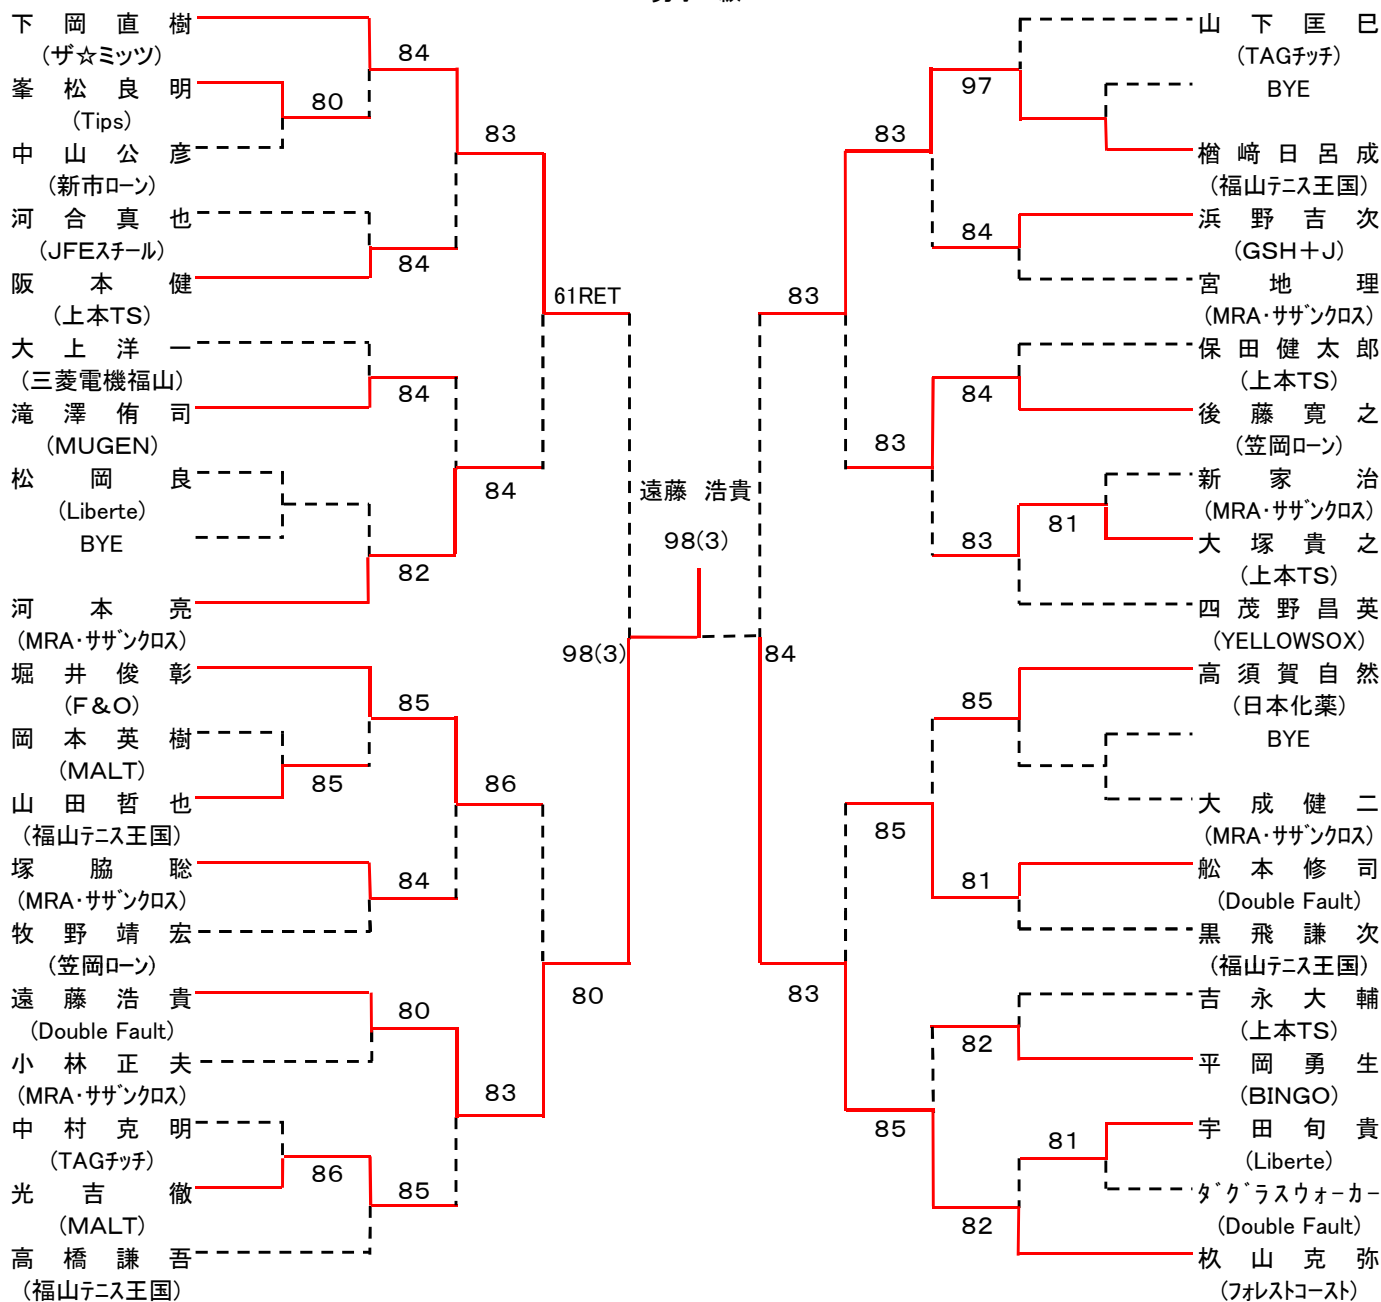 下岡直樹
(ザ☆ミッツ)
峯松良明
(Tips)
中山公彦
(新市ローン)
河合真也
(JFEスチール)
阪本健
(上本TS)
大上洋一
(三菱電機福山)
滝澤侑司
(MUGEN)
松岡良
(Liberte)
BYE
河本亮
(MRA・サザンクロス)
堀井俊彰
(F&O)
岡本英樹
(MALT)
山田哲也
(福山テニス王国)
塚脇聡
(MRA・サザンクロス)
牧野靖宏
(笠岡ローン)
遠藤浩貴
(Double Fault)
小林正夫
(MRA・サザンクロス)
中村克明
(TAGチッチ)
光吉徹
(MALT)
高橋謙吾
(福山テニス王国)
80
85
86
84
84
84
82
85
84
80
85
83
84
86
83
61RET
80
98(3)
遠藤 浩貴
98(3)
84
83
83
83
83
85
85
97
84
84
83
85
81
82
82
81
81
山下匡巳
(TAGチッチ)
BYE
楢﨑日呂成
(福山テニス王国)
浜野吉次
(GSH+J)
宮地理
(MRA・サザンクロス)
保田健太郎
(上本TS)
後藤寛之
(笠岡ローン)
新家治
(MRA・サザンクロス)
大塚貴之
(上本TS)
四茂野昌英
(YELLOWSOX)
高須賀自然
(日本化薬)
BYE
大成健二
(MRA・サザンクロス)
舩本修司
(Double Fault)
黒飛謙次
(福山テニス王国)
吉永大輔
(上本TS)
平岡勇生
(BINGO)
宇田旬貴
(Liberte)
ダグラスウォーカー
(Double Fault)
杦山克弥
(フォレストコースト)